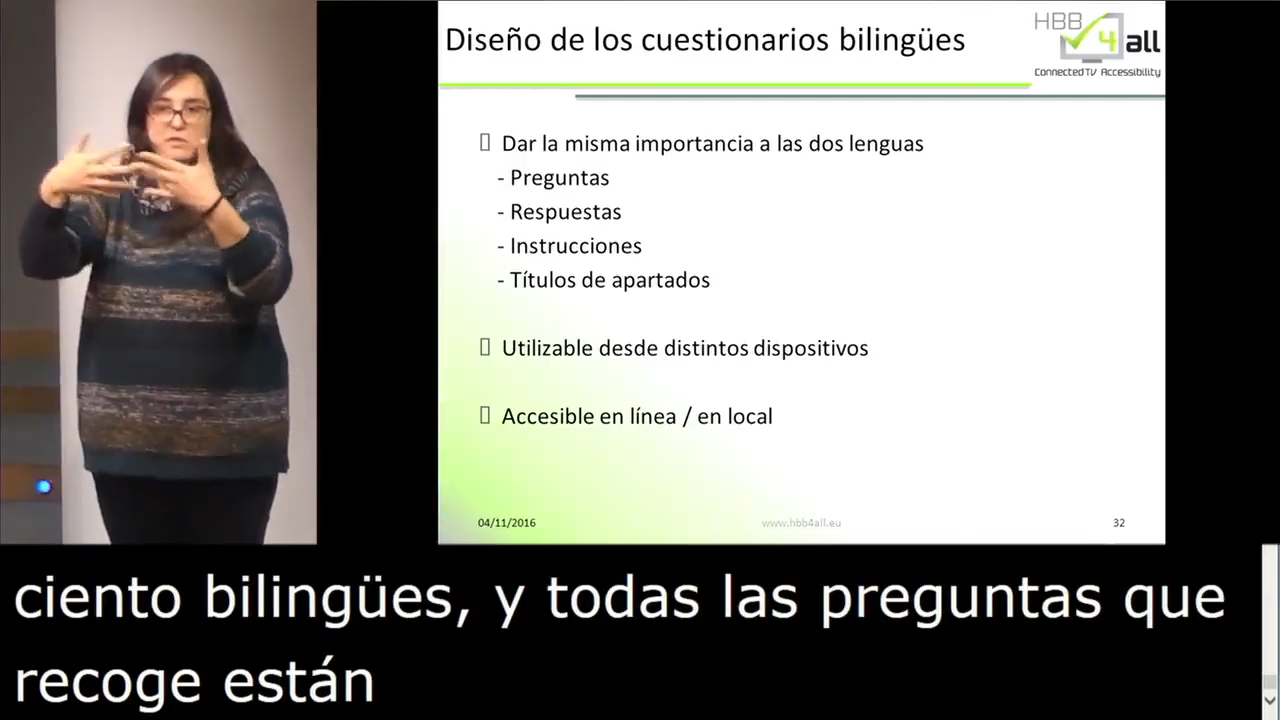 Diseño de los cuestionarios bilingües
HBB
4 all
ConnectedTV Accessibility
Dar la misma importancia a las dos lenguas
- Preguntas
- Respuestas
- Instrucciones
- Títulos de apartados
Utilizable desde distintos dispositivos
Accesible en línea / en local
04/11/2016
www.hbb4all.eu
32
ciento bilingües, y todas las preguntas que
recoge están